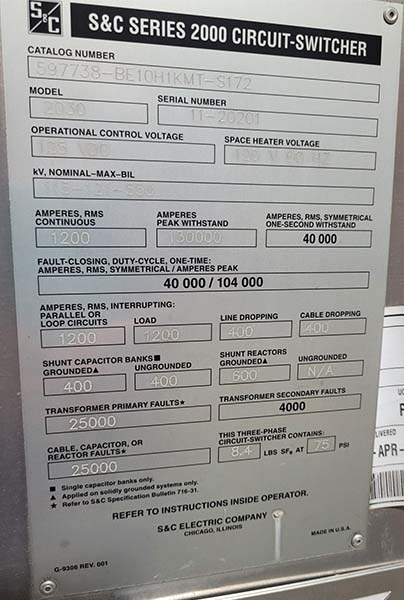 S&C
S&C SERIES 2000 CIRCUIT-SWITCHER
CATALOG NUMBER
597738-BE10H1KMT-S172
MODEL SERIAL NUMBER
2030 11-20201
OPERATIONAL CONTROL VOLTAGE SPACE HEATER VOLTAGE
125 VDC 120 V 60 HZ
kV, NOMINAL-MAX-BIL
115-121-550
AMPERES, RMS CONTINUOUS
1200
AMPERES PEAK WITHSTAND
130000
AMPERES, RMS, SYMMETRICAL
ONE-SECOND WITHSTAND
40 000
FAULT-CLOSING, DUTY-CYCLE, ONE-TIME:
AMPERES, RMS, SYMMETRICAL / AMPERES PEAK
40 000 / 104 000
AMPERES, RMS, INTERRUPTING:
PARALLEL OR
LOOP CIRCUITS LOAD LINE DROPPING CABLE DROPPING
1200 1200 400 400
SHUNT CAPACITOR BANKS■ SHUNT REACTORS
GROUNDED▲ UNGROUNDED GROUNDED▲ UNGROUNDED
400 400 600 N/A
TRANSFORMER PRIMARY FAULTS★ TRANSFORMER SECONDARY FAULTS
25000 4000
CABLE, CAPACITOR, OR
REACTOR FAULTS★
25000
THIS THREE-PHASE
CIRCUIT-SWITCHER CONTAINS:
8.4 LBS SF₆ AT 75 PSI
■ Single capacitor banks only.
▲ Applied on solidly grounded systems only.
★ Refer to S&C Specification Bulletin 716-31.
REFER TO INSTRUCTIONS INSIDE OPERATOR.
S&C ELECTRIC COMPANY
CHICAGO, ILLINOIS
G-9306 REV. 001 MADE IN U.S.A.
-APR-